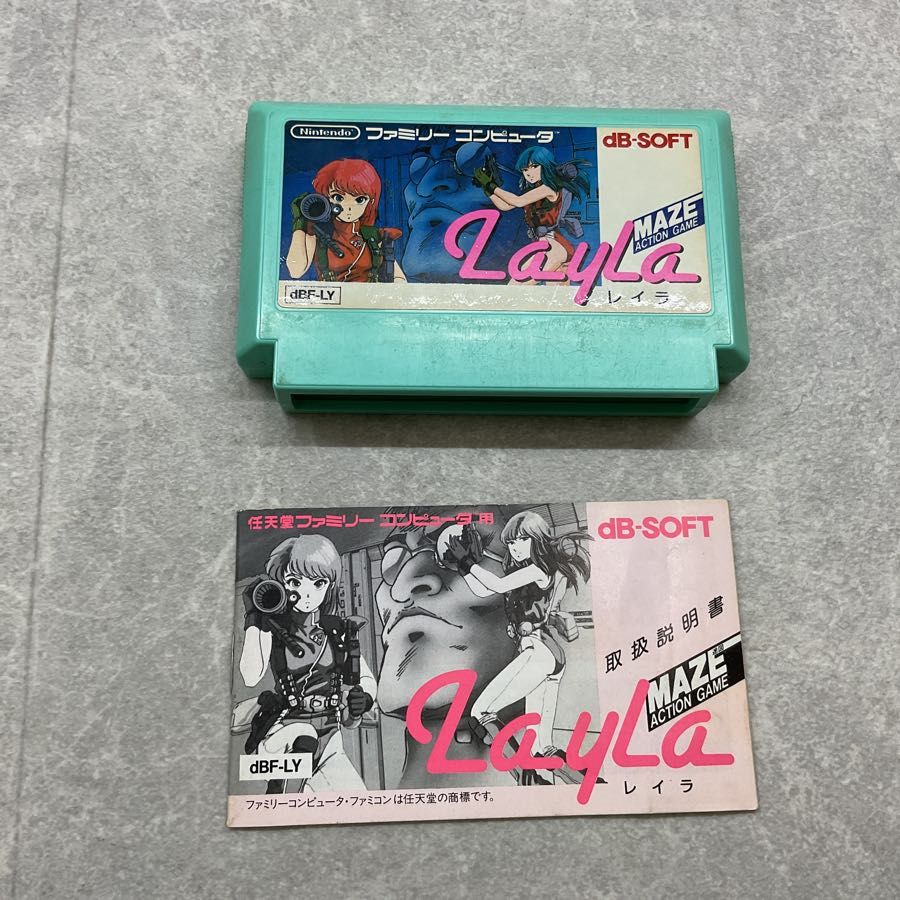 Nintendo ファミリー コンピュータ™
dB-SOFT
MAZE
ACTION GAME
LayLa
レイラ
dBF-LY
任天堂ファミリー コンピュータ用
dB-SOFT
取扱説明書
MAZE
ACTION GAME
LayLa
レイラ
dBF-LY
ファミリーコンピュータ・ファミコンは任天堂の商標です。